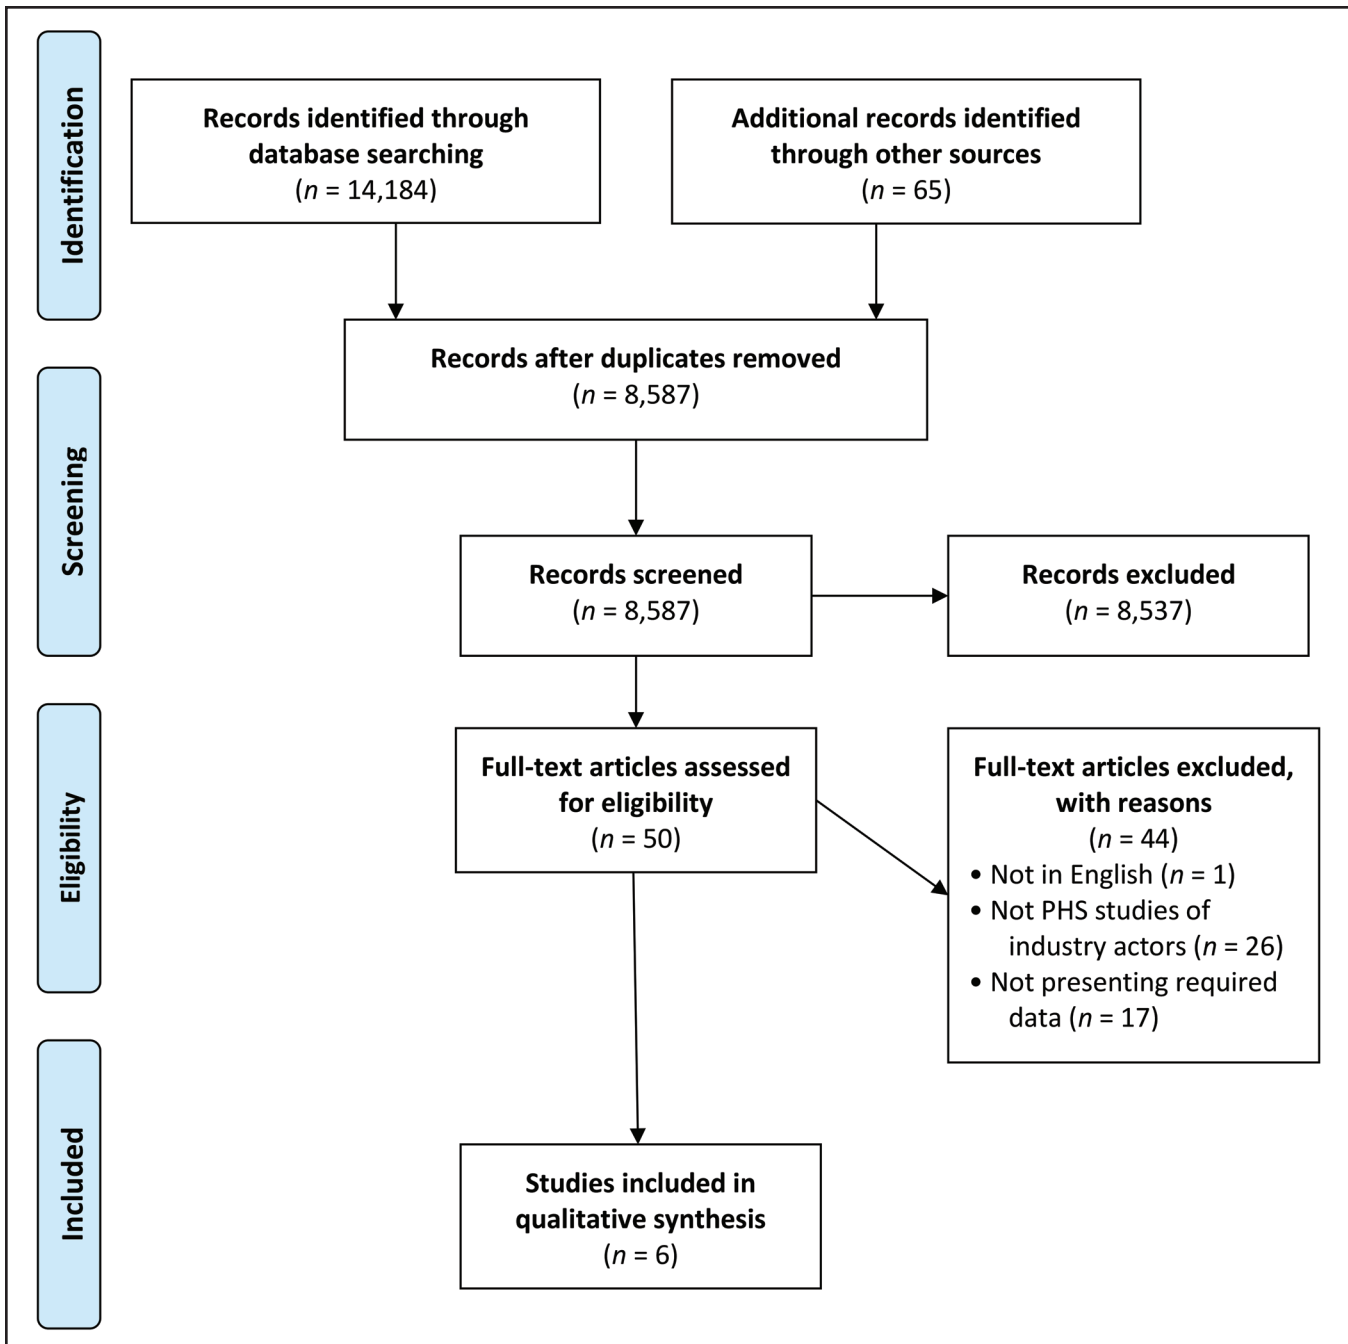 Identification
Records identified through
database searching
(n = 14,184)
Additional records identified
through other sources
(n = 65)
Records after duplicates removed
(n = 8,587)
Screening
Records screened
(n = 8,587)
Records excluded
(n = 8,537)
Eligibility
Full-text articles assessed
for eligibility
(n = 50)
Full-text articles excluded,
with reasons
(n = 44)
• Not in English (n = 1)
• Not PHS studies of
industry actors (n = 26)
• Not presenting required
data (n = 17)
Included
Studies included in
qualitative synthesis
(n = 6)